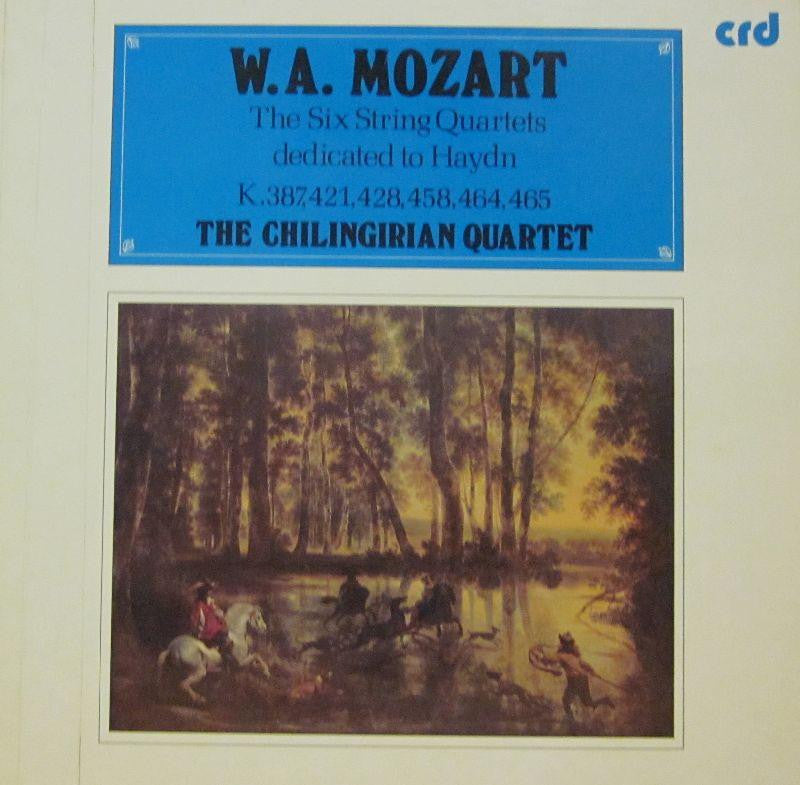 crd
W. A. MOZART
The Six String Quartets
dedicated to Haydn
K.387,421,428,458,464,465
THE CHILINGIRIAN QUARTET